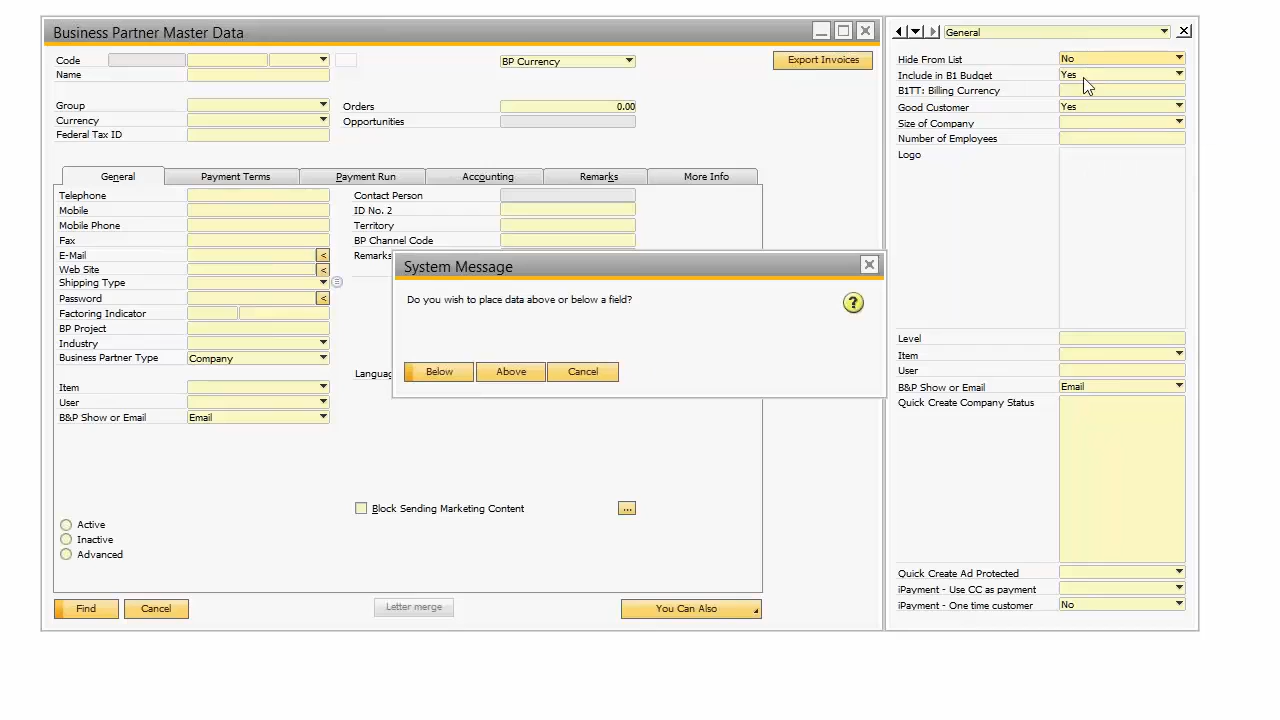 Business Partner Master Data
Code
Name
BP Currency
Export Invoices
Group
Currency
Federal Tax ID
Orders 0.00
Opportunities
General Payment Terms Payment Run Accounting Remarks More Info
Telephone
Mobile
Mobile Phone
Fax
E-Mail <
Web Site <
Shipping Type
Password <
Factoring Indicator
BP Project
Industry
Business Partner Type Company
Item
User
B&P Show or Email Email
Contact Person
ID No. 2
Territory
BP Channel Code
Remarks
System Message
Do you wish to place data above or below a field?
?
Below Above Cancel
Languag
Block Sending Marketing Content ...
Active
Inactive
Advanced
Find Cancel Letter merge You Can Also
General
Hide From List No
Include in B1 Budget Yes
B1TT: Billing Currency
Good Customer Yes
Size of Company
Number of Employees
Logo
Level
Item
User
B&P Show or Email Email
Quick Create Company Status
Quick Create Ad Protected
iPayment - Use CC as payment
iPayment - One time customer No